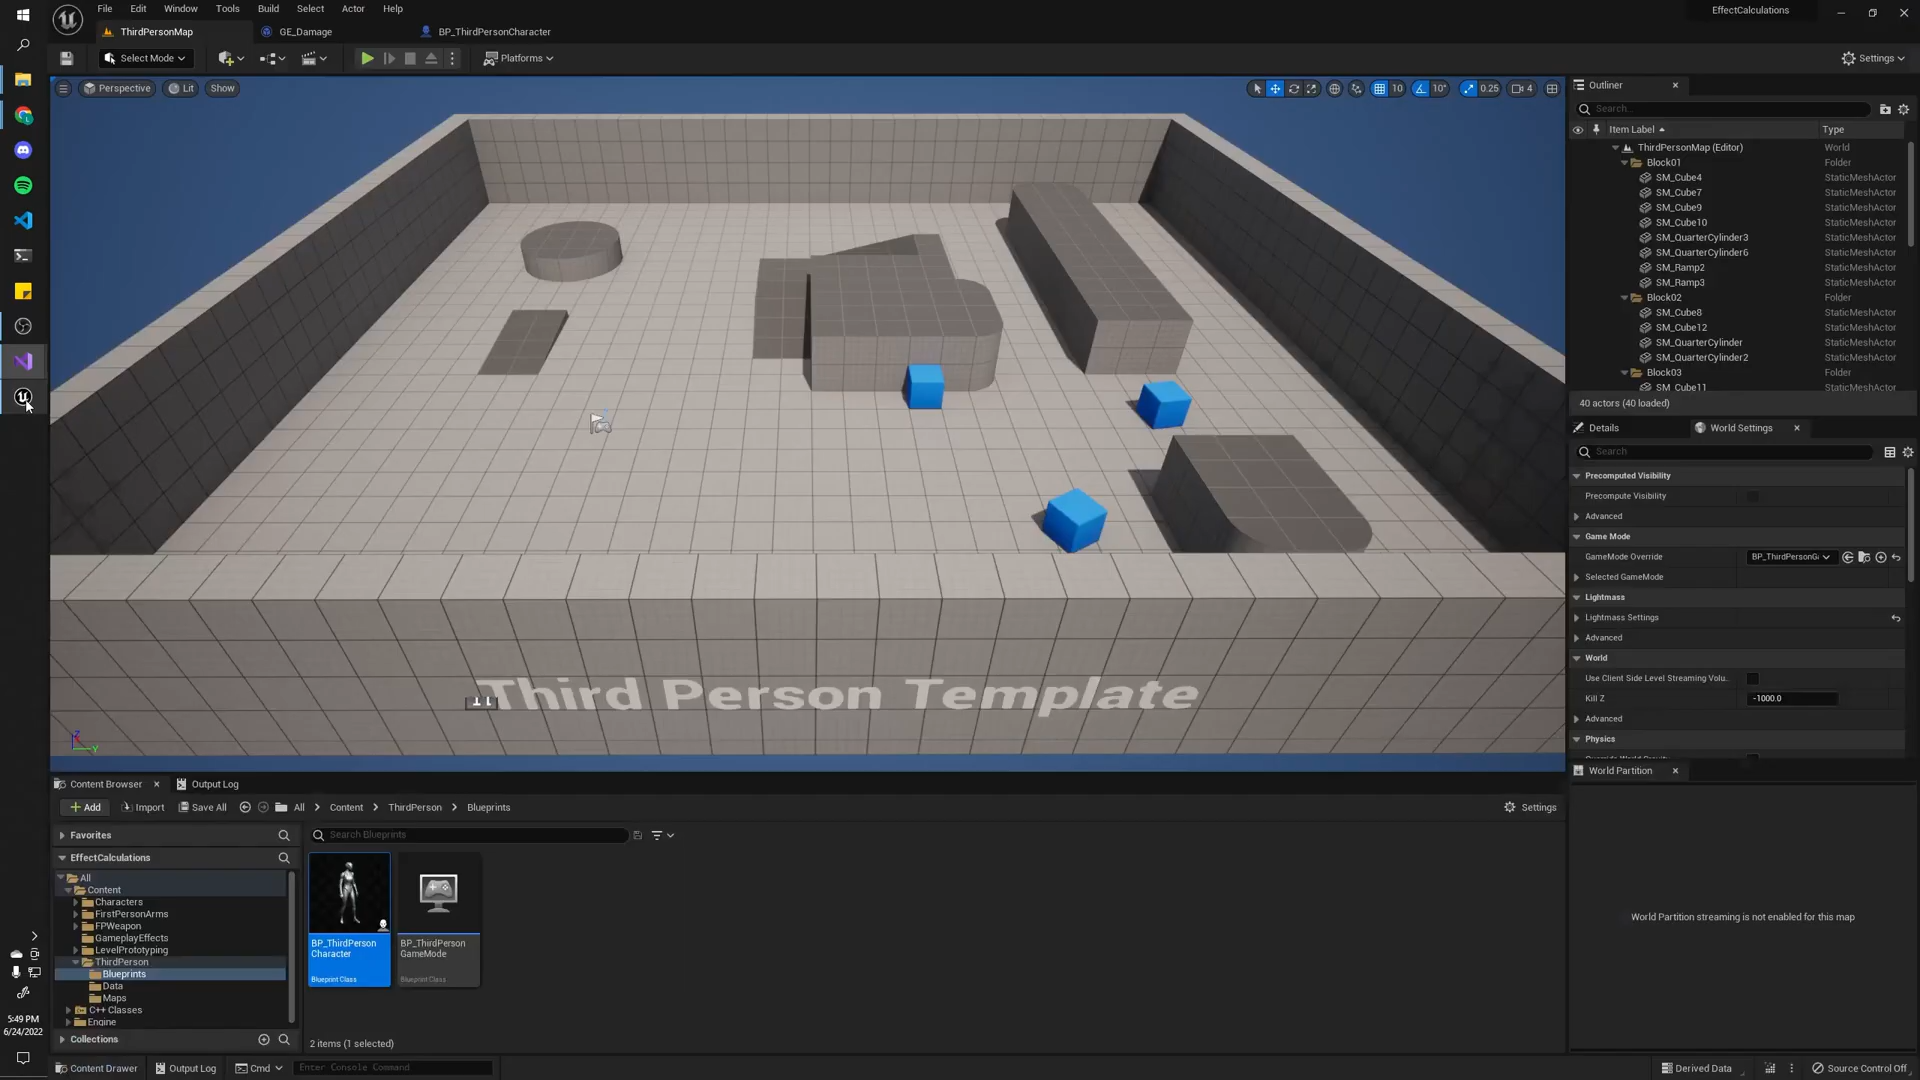 File Edit Window Tools Build Select Actor Help
EffectCalculations
ThirdPersonMap GE_Damage BP_ThirdPersonCharacter
Select Mode Platforms Settings
Perspective Lit Show 10 10° 0.25 4
Third Person Template
Outliner
Search...
Item Label Type
ThirdPersonMap (Editor) World
Block01 Folder
SM_Cube4 StaticMeshActor
SM_Cube7 StaticMeshActor
SM_Cube9 StaticMeshActor
SM_Cube10 StaticMeshActor
SM_QuarterCylinder3 StaticMeshActor
SM_QuarterCylinder6 StaticMeshActor
SM_Ramp2 StaticMeshActor
SM_Ramp3 StaticMeshActor
Block02 Folder
SM_Cube8 StaticMeshActor
SM_Cube12 StaticMeshActor
SM_QuarterCylinder StaticMeshActor
SM_QuarterCylinder2 StaticMeshActor
Block03 Folder
SM_Cube11 StaticMeshActor
40 actors (40 loaded)
Details World Settings
Search
Precomputed Visibility
Precompute Visibility
Advanced
Game Mode
GameMode Override BP_ThirdPersonG
Selected GameMode
Lightmass
Lightmass Settings
Advanced
World
Use Client Side Level Streaming Volu..
Kill Z -1000.0
Advanced
Physics
World Partition
World Partition streaming is not enabled for this map
Content Browser Output Log
Add Import Save All All Content ThirdPerson Blueprints Settings
Favorites
Search Blueprints
EffectCalculations
All
Content
Characters
FirstPersonArms
FPWeapon
GameplayEffects
LevelPrototyping
ThirdPerson
Blueprints
Data
Maps
C++ Classes
Engine
Collections
BP_ThirdPerson
Character
Blueprint Class
BP_ThirdPerson
GameMode
Blueprint Class
2 items (1 selected)
Content Drawer Output Log Cmd Enter Console Command Derived Data Source Control Off
5:49 PM
6/24/2022